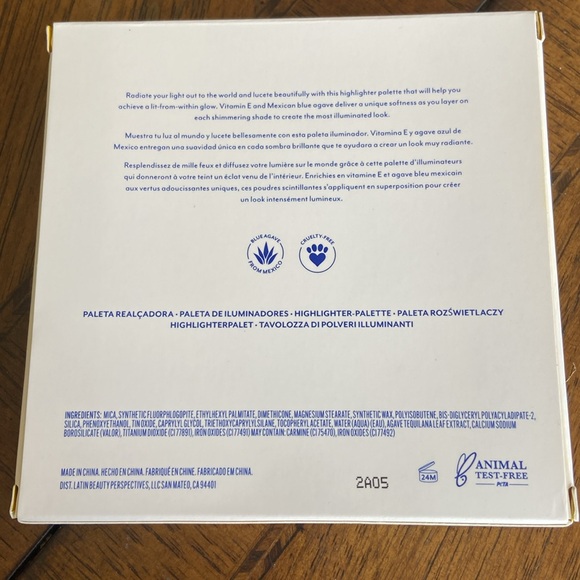 Radiate your light out to the world and lucete beautifully with this highlighter palette that will help you
achieve a lit-from-within glow. Vitamin E and Mexican blue agave deliver a unique softness as you layer on
each shimmering shade to create the most illuminated look.
Muestra tu luz al mundo y lucete bellesamente con esta paleta iluminador. Vitamina E y agave azul de
Mexico entregan una suavidad única en cada sombra brillante que te ayudara a crear un look muy radiante.
Resplendissez de mille feux et diffusez votre lumière sur le monde grâce à cette palette d'illuminateurs
qui donneront à votre teint un éclat venu de l'intérieur. Enrichies en vitamine E et agave bleu mexicain
aux vertus adoucissantes uniques, ces poudres scintillantes s'appliquent en superposition pour créer
un look intensément lumineux.
BLUE AGAVE
FROM MEXICO
CRUELTY-FREE
PALETA REALÇADORA • PALETA DE ILUMINADORES • HIGHLIGHTER-PALETTE • PALETA ROZŚWIETLACZY
HIGHLIGHTERPALET • TAVOLOZZA DI POLVERI ILLUMINANTI
INGREDIENTS: MICA, SYNTHETIC FLUORPHLOGOPITE, ETHYLHEXYL PALMITATE, DIMETHICONE, MAGNESIUM STEARATE, SYNTHETIC WAX, POLYISOBUTENE, BIS-DIGLYCERYL POLYACYLADIPATE-2,
SILICA, PHENOXYETHANOL, TIN OXIDE, CAPRYLYL GLYCOL, TRIETHOXYCAPRYLYLSILANE, TOCOPHERYL ACETATE, WATER (AQUA) (EAU), AGAVE TEQUILANA LEAF EXTRACT, CALCIUM SODIUM
BOROSILICATE (VALOR), TITANIUM DIOXIDE (CI 77891), IRON OXIDES (CI 77491) MAY CONTAIN: CARMINE (CI 75470), IRON OXIDES (CI 77492)
MADE IN CHINA. HECHO EN CHINA. FABRIQUÉ EN CHINE. FABRICADO EM CHINA.
DIST. LATIN BEAUTY PERSPECTIVES, LLC SAN MATEO, CA 94401
2A05
24M
ANIMAL
TEST-FREE
PETA